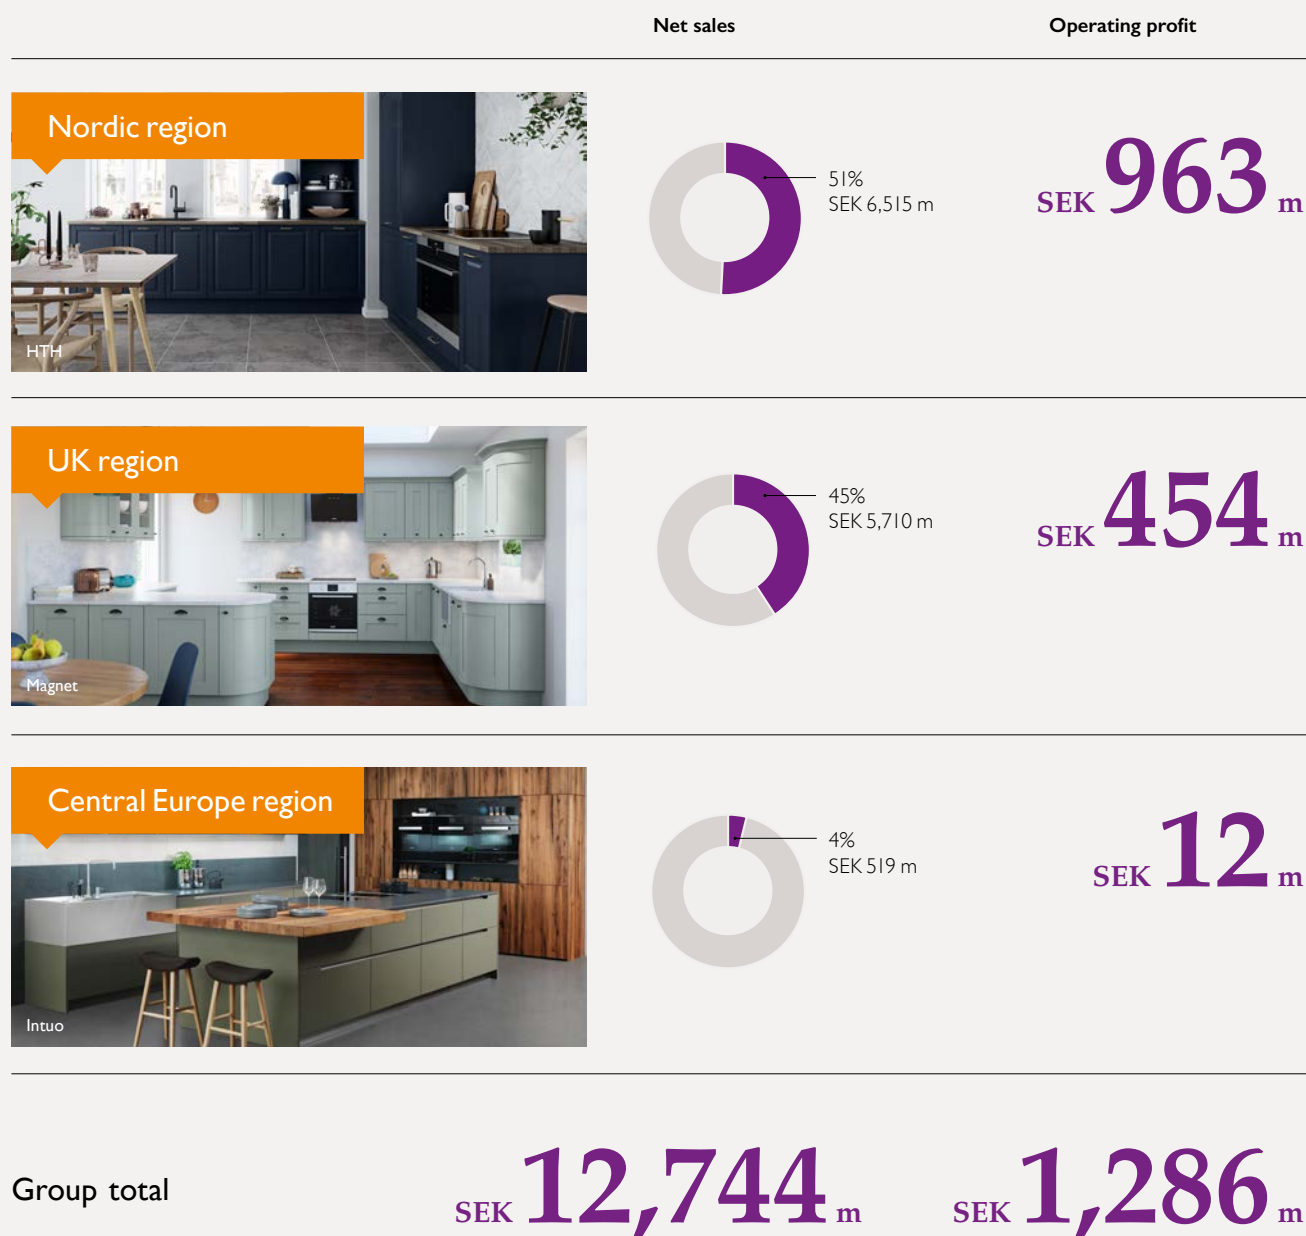 Net sales
Operating profit
Nordic region
HTH
51%
SEK 6,515 m
SEK 963 m
UK region
Magnet
45%
SEK 5,710 m
SEK 454 m
Central Europe region
Intuo
4%
SEK 519 m
SEK 12 m
Group total
SEK 12,744 m
SEK 1,286 m